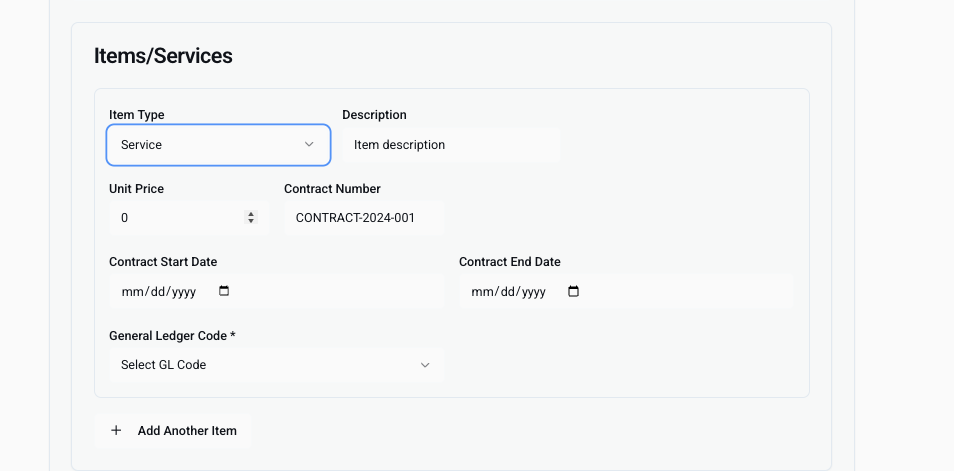 Items/Services
Item Type Description
Service Item description
Unit Price Contract Number
0 CONTRACT-2024-001
Contract Start Date Contract End Date
mm/dd/yyyy mm/dd/yyyy
General Ledger Code *
Select GL Code
+ Add Another Item